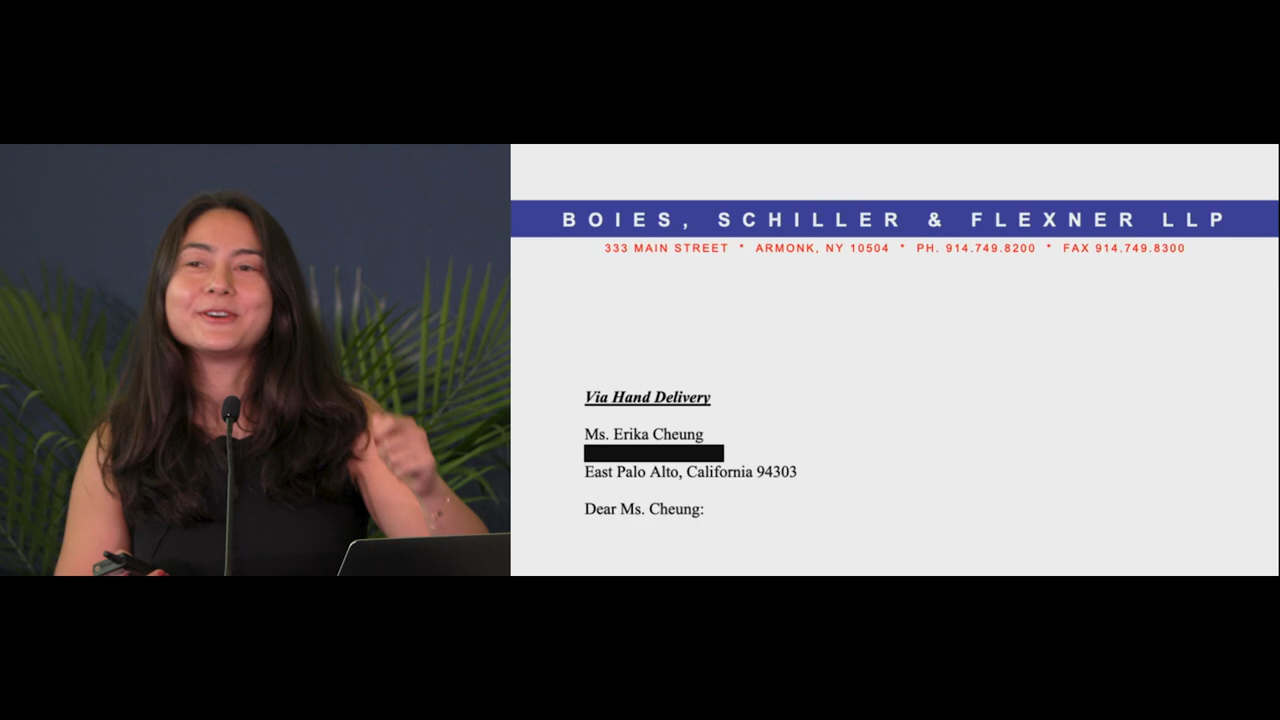 BOIES, SCHILLER & FLEXNER LLP
333 MAIN STREET * ARMONK, NY 10504 * PH. 914.749.8200 * FAX 914.749.8300
Via Hand Delivery
Ms. Erika Cheung
East Palo Alto, California 94303
Dear Ms. Cheung: